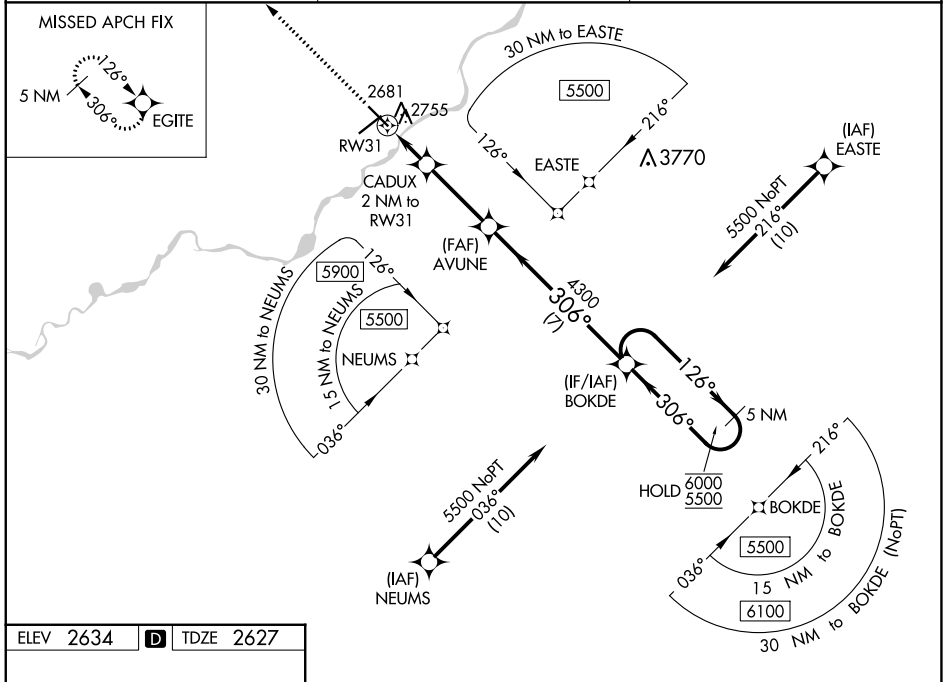 MISSED APCH FIX
5 NM
126°
306°
EGITE
30 NM to EASTE
5500
126°
216°
EASTE
3770
2681
2755
RW31
CADUX
2 NM to
RW31
(FAF)
AVUNE
(IAF)
EASTE
5500 NoPT
216°
(10)
30 NM to NEUMS
5900
126°
15 NM to NEUMS
5500
NEUMS
036°
4300
306°
(7)
(IF/IAF)
BOKDE
126°
306°
5 NM
HOLD
6000
5500
5500 NoPT
036°
(10)
(IAF)
NEUMS
216°
BOKDE
036°
5500
15 NM to BOKDE
6100
30 NM to BOKDE (NoPT)
ELEV 2634 D TDZE 2627